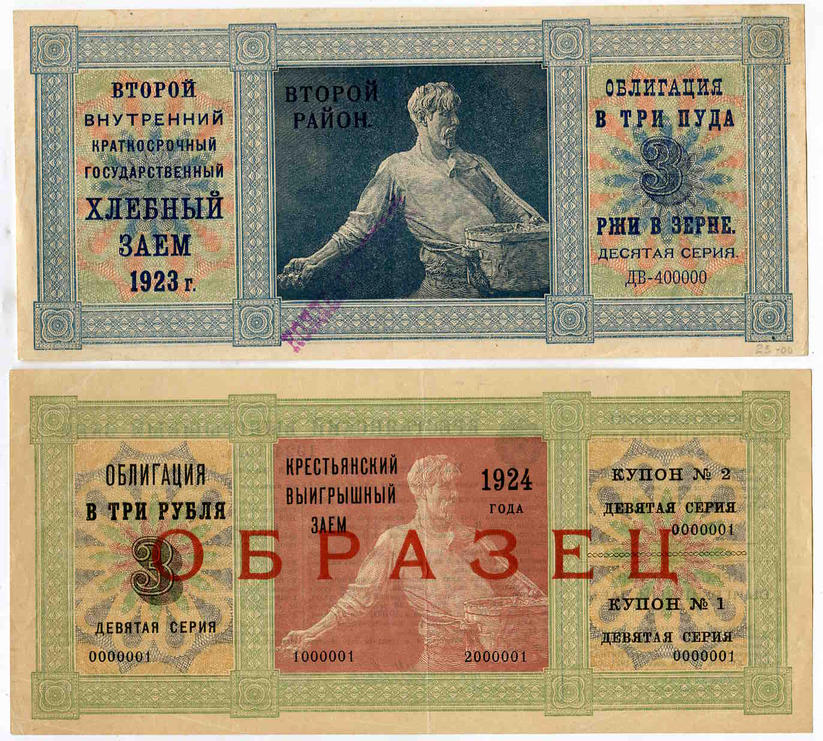 ВТОРОЙ
ВНУТРЕННИЙ
КРАТКОСРОЧНЫЙ
ГОСУДАРСТВЕННЫЙ
ХЛЕБНЫЙ
ЗАЕМ
1923 г.
ВТОРОЙ
РАЙОН.
ОБЛИГАЦИЯ
В ТРИ ПУДА
3
РЖИ В ЗЕРНЕ.
ДЕСЯТАЯ СЕРИЯ.
ДВ-400000
25-00
ОБЛИГАЦИЯ
В ТРИ РУБЛЯ
3
ДЕВЯТАЯ СЕРИЯ
0000001
КРЕСТЬЯНСКИЙ
ВЫИГРЫШНЫЙ
ЗАЕМ
1924
ГОДА
ОБРАЗЕЦ
1000001
2000001
КУПОН № 2
ДЕВЯТАЯ СЕРИЯ
0000001
КУПОН № 1
ДЕВЯТАЯ СЕРИЯ
0000001